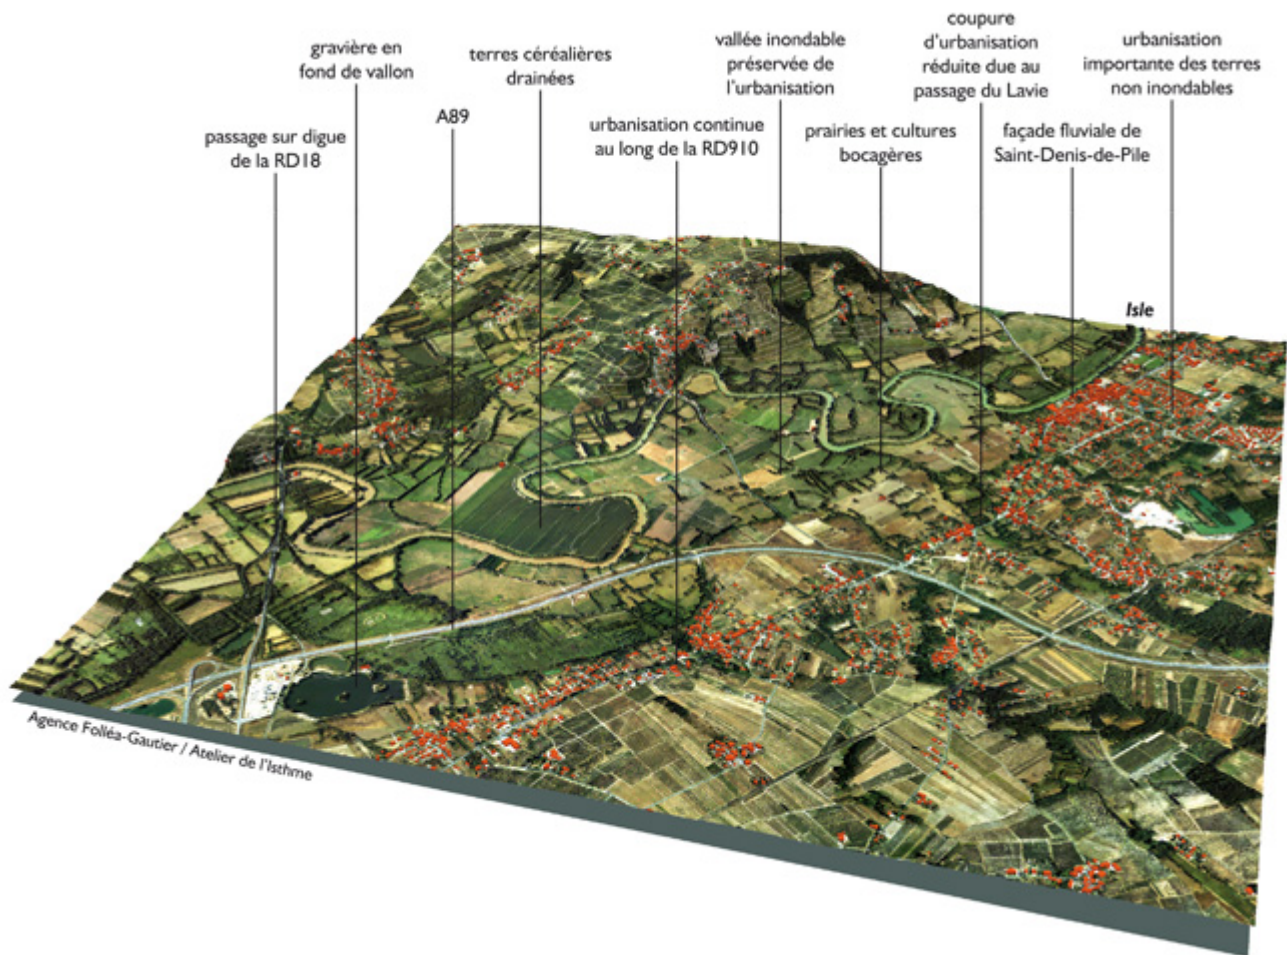 gravière en
fond de vallon
terres céréalières
drainées
vallée inondable
préservée de
l'urbanisation
coupure
d'urbanisation
réduite due au
passage du Lavie
urbanisation
importante des terres
non inondables
passage sur digue
de la RD18
A89
urbanisation continue
au long de la RD910
prairies et cultures
bocagères
façade fluviale de
Saint-Denis-de-Pile
Isle
Agence Folléa-Gautier / Atelier de l'Isthme